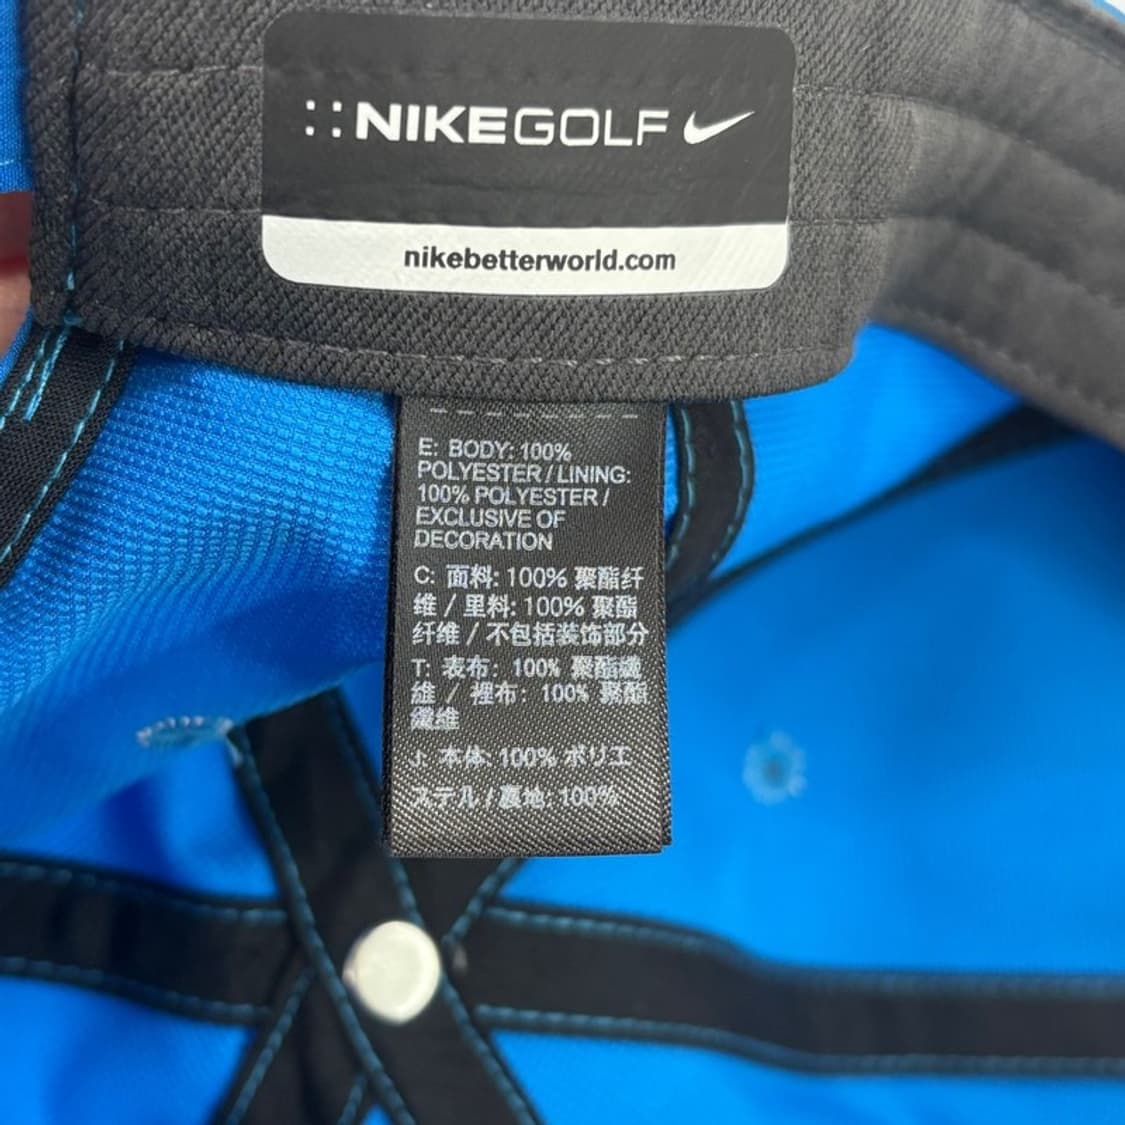 NIKEGOLF
nikebetterworld.com
E: BODY: 100%
POLYESTER / LINING:
100% POLYESTER /
EXCLUSIVE OF
DECORATION
C: 面料: 100% 聚酯纤
维 / 里料: 100% 聚酯
纤维 / 不包括装饰部分
T: 表布: 100% 聚酯纖
維 / 裡布: 100% 聚酯
纖維
J: 本体: 100% ポリエ
ステル / 裏地: 100%